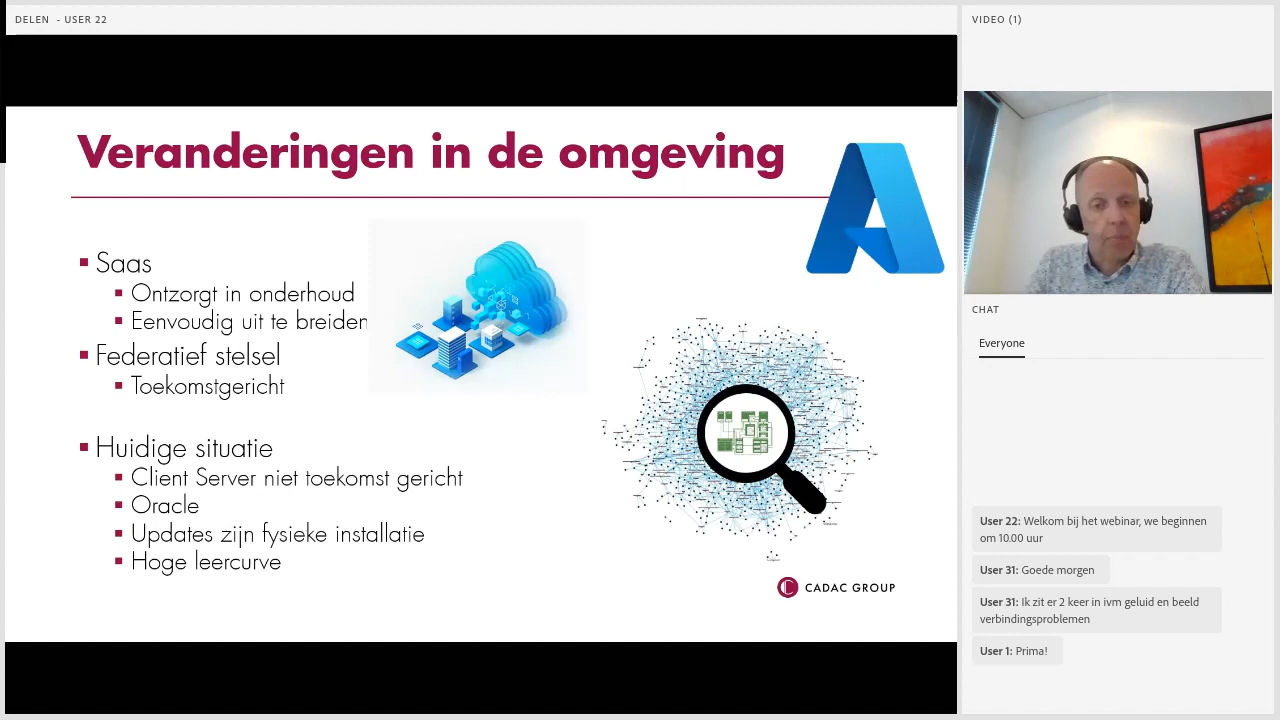 DELEN - USER 22
Veranderingen in de omgeving
Saas
Ontzorgt in onderhoud
Eenvoudig uit te breiden
Federatief stelsel
Toekomstgericht
Huidige situatie
Client Server niet toekomst gericht
Oracle
Updates zijn fysieke installatie
Hoge leercurve
CADAC GROUP
VIDEO (1)
CHAT
Everyone
User 22: Welkom bij het webinar, we beginnen
om 10.00 uur
User 31: Goede morgen
User 31: Ik zit er 2 keer in ivm geluid en beeld
verbindingsproblemen
User 1: Prima!